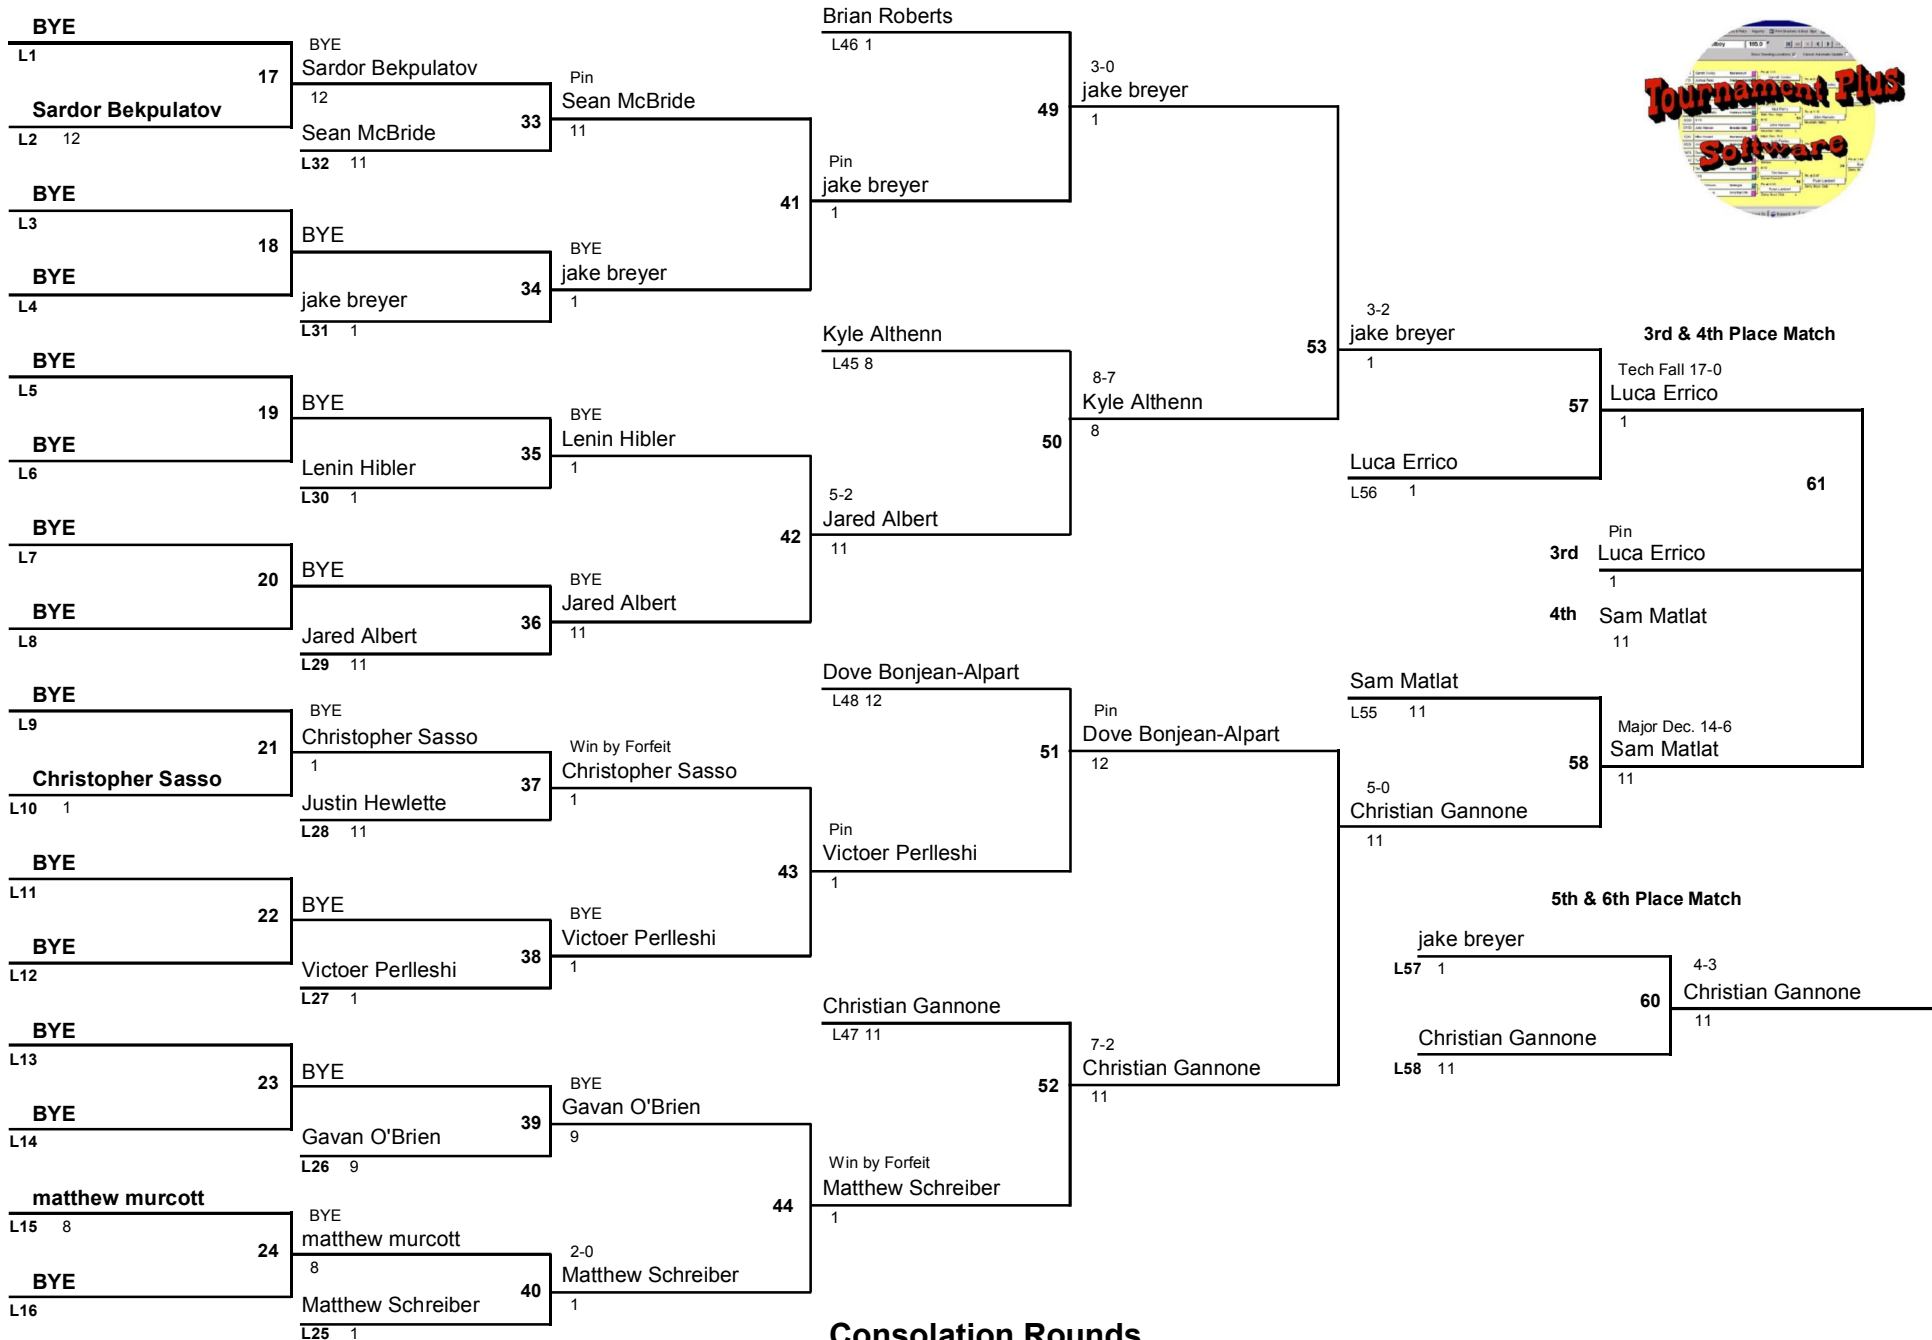 BYE
L1
17
Sardor Bekpulatov
L2 12
BYE
L3
18
BYE
L4
BYE
L5
19
BYE
L6
BYE
L7
20
BYE
L8
BYE
L9
21
Christopher Sasso
L10 1
BYE
L11
22
BYE
L12
BYE
L13
23
BYE
L14
matthew murcott
L15 8
24
BYE
L16
BYE
Sardor Bekpulatov
12
33
Sean McBride
L32 11
BYE
34
jake breyer
L31 1
BYE
35
Lenin Hibler
L30 1
BYE
36
Jared Albert
L29 11
BYE
Christopher Sasso
1
37
Justin Hewlette
L28 11
BYE
38
Victoer Perlleshi
L27 1
BYE
39
Gavan O'Brien
L26 9
BYE
matthew murcott
8
40
Matthew Schreiber
L25 1
Pin
Sean McBride
11
41
BYE
jake breyer
1
BYE
Lenin Hibler
1
42
BYE
Jared Albert
11
Win by Forfeit
Christopher Sasso
1
43
BYE
Victoer Perlleshi
1
BYE
Gavan O'Brien
9
44
2-0
Matthew Schreiber
1
Brian Roberts
L46 1
49
Pin
jake breyer
1
Kyle Althenn
L45 8
50
5-2
Jared Albert
11
Dove Bonjean-Alpart
L48 12
51
Pin
Victoer Perlleshi
1
Christian Gannone
L47 11
52
Win by Forfeit
Matthew Schreiber
1
3-0
jake breyer
1
53
8-7
Kyle Althenn
8
Pin
Dove Bonjean-Alpart
12
7-2
Christian Gannone
11
3-2
jake breyer
1
57
Luca Errico
L56 1
Sam Matlat
L55 11
58
5-0
Christian Gannone
11
3rd & 4th Place Match
Tech Fall 17-0
Luca Errico
1
61
Pin
3rd Luca Errico
1
4th Sam Matlat
11
Major Dec. 14-6
Sam Matlat
11
5th & 6th Place Match
jake breyer
L57 1
60
Christian Gannone
L58 11
4-3
Christian Gannone
11
Tournament Plus
Software
Consolation Rounds